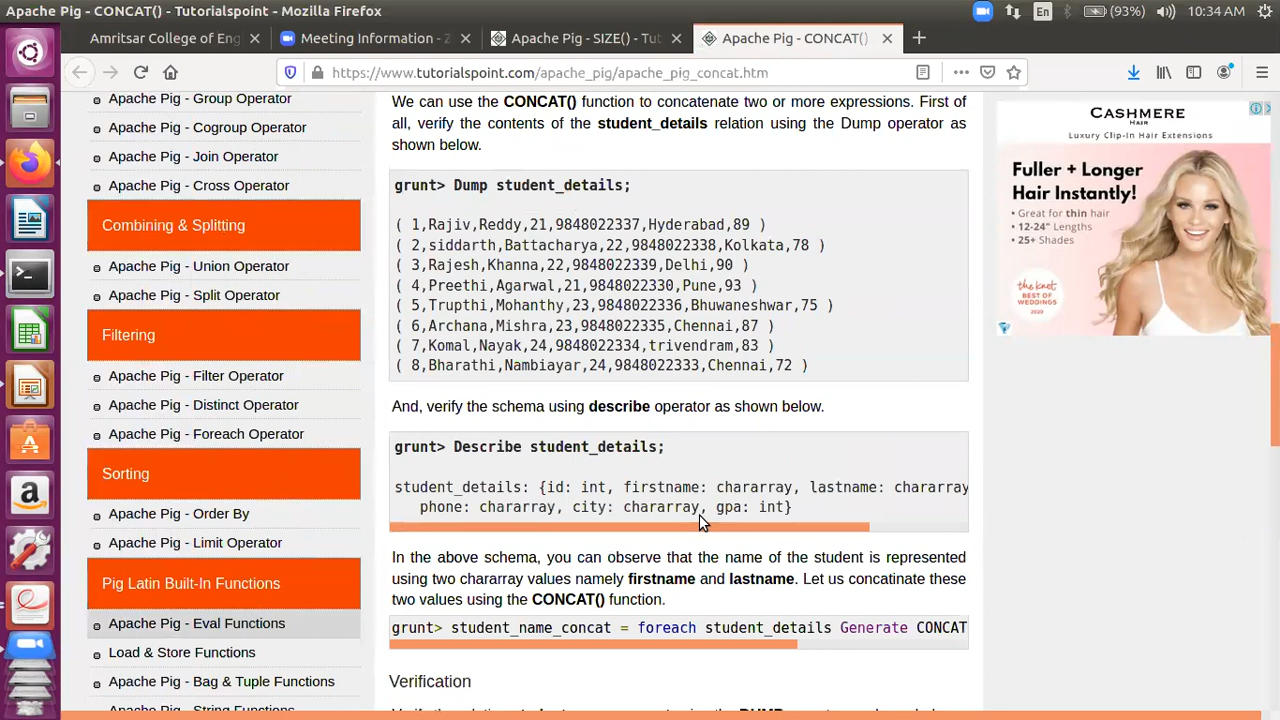 Apache Pig - CONCAT() - Tutorialspoint - Mozilla Firefox
En
(93%)
10:34 AM
Amritsar College of Eng
Meeting Information - Z
Apache Pig - SIZE() - Tut
Apache Pig - CONCAT()
https://www.tutorialspoint.com/apache_pig/apache_pig_concat.htm
Apache Pig - Group Operator
Apache Pig - Cogroup Operator
Apache Pig - Join Operator
Apache Pig - Cross Operator
Combining & Splitting
Apache Pig - Union Operator
Apache Pig - Split Operator
Filtering
Apache Pig - Filter Operator
Apache Pig - Distinct Operator
Apache Pig - Foreach Operator
Sorting
Apache Pig - Order By
Apache Pig - Limit Operator
Pig Latin Built-In Functions
Apache Pig - Eval Functions
Load & Store Functions
Apache Pig - Bag & Tuple Functions
Apache Pig - String Functions
We can use the CONCAT() function to concatenate two or more expressions. First of
all, verify the contents of the student_details relation using the Dump operator as
shown below.
grunt> Dump student_details;
( 1,Rajiv,Reddy,21,9848022337,Hyderabad,89 )
( 2,siddarth,Battacharya,22,9848022338,Kolkata,78 )
( 3,Rajesh,Khanna,22,9848022339,Delhi,90 )
( 4,Preethi,Agarwal,21,9848022330,Pune,93 )
( 5,Trupthi,Mohanthy,23,9848022336,Bhuwaneshwar,75 )
( 6,Archana,Mishra,23,9848022335,Chennai,87 )
( 7,Komal,Nayak,24,9848022334,trivendram,83 )
( 8,Bharathi,Nambiayar,24,9848022333,Chennai,72 )
And, verify the schema using describe operator as shown below.
grunt> Describe student_details;
student_details: {id: int, firstname: chararray, lastname: chararray
phone: chararray, city: chararray, gpa: int}
In the above schema, you can observe that the name of the student is represented
using two chararray values namely firstname and lastname. Let us concatinate these
two values using the CONCAT() function.
grunt> student_name_concat = foreach student_details Generate CONCAT
Verification
CASHMERE
HAIR
Luxury Clip-In Hair Extensions
Fuller + Longer
Hair Instantly!
• Great for thin hair
• 12-24" Lengths
• 25+ Shades
the knot
BEST OF
WEDDINGS
2020